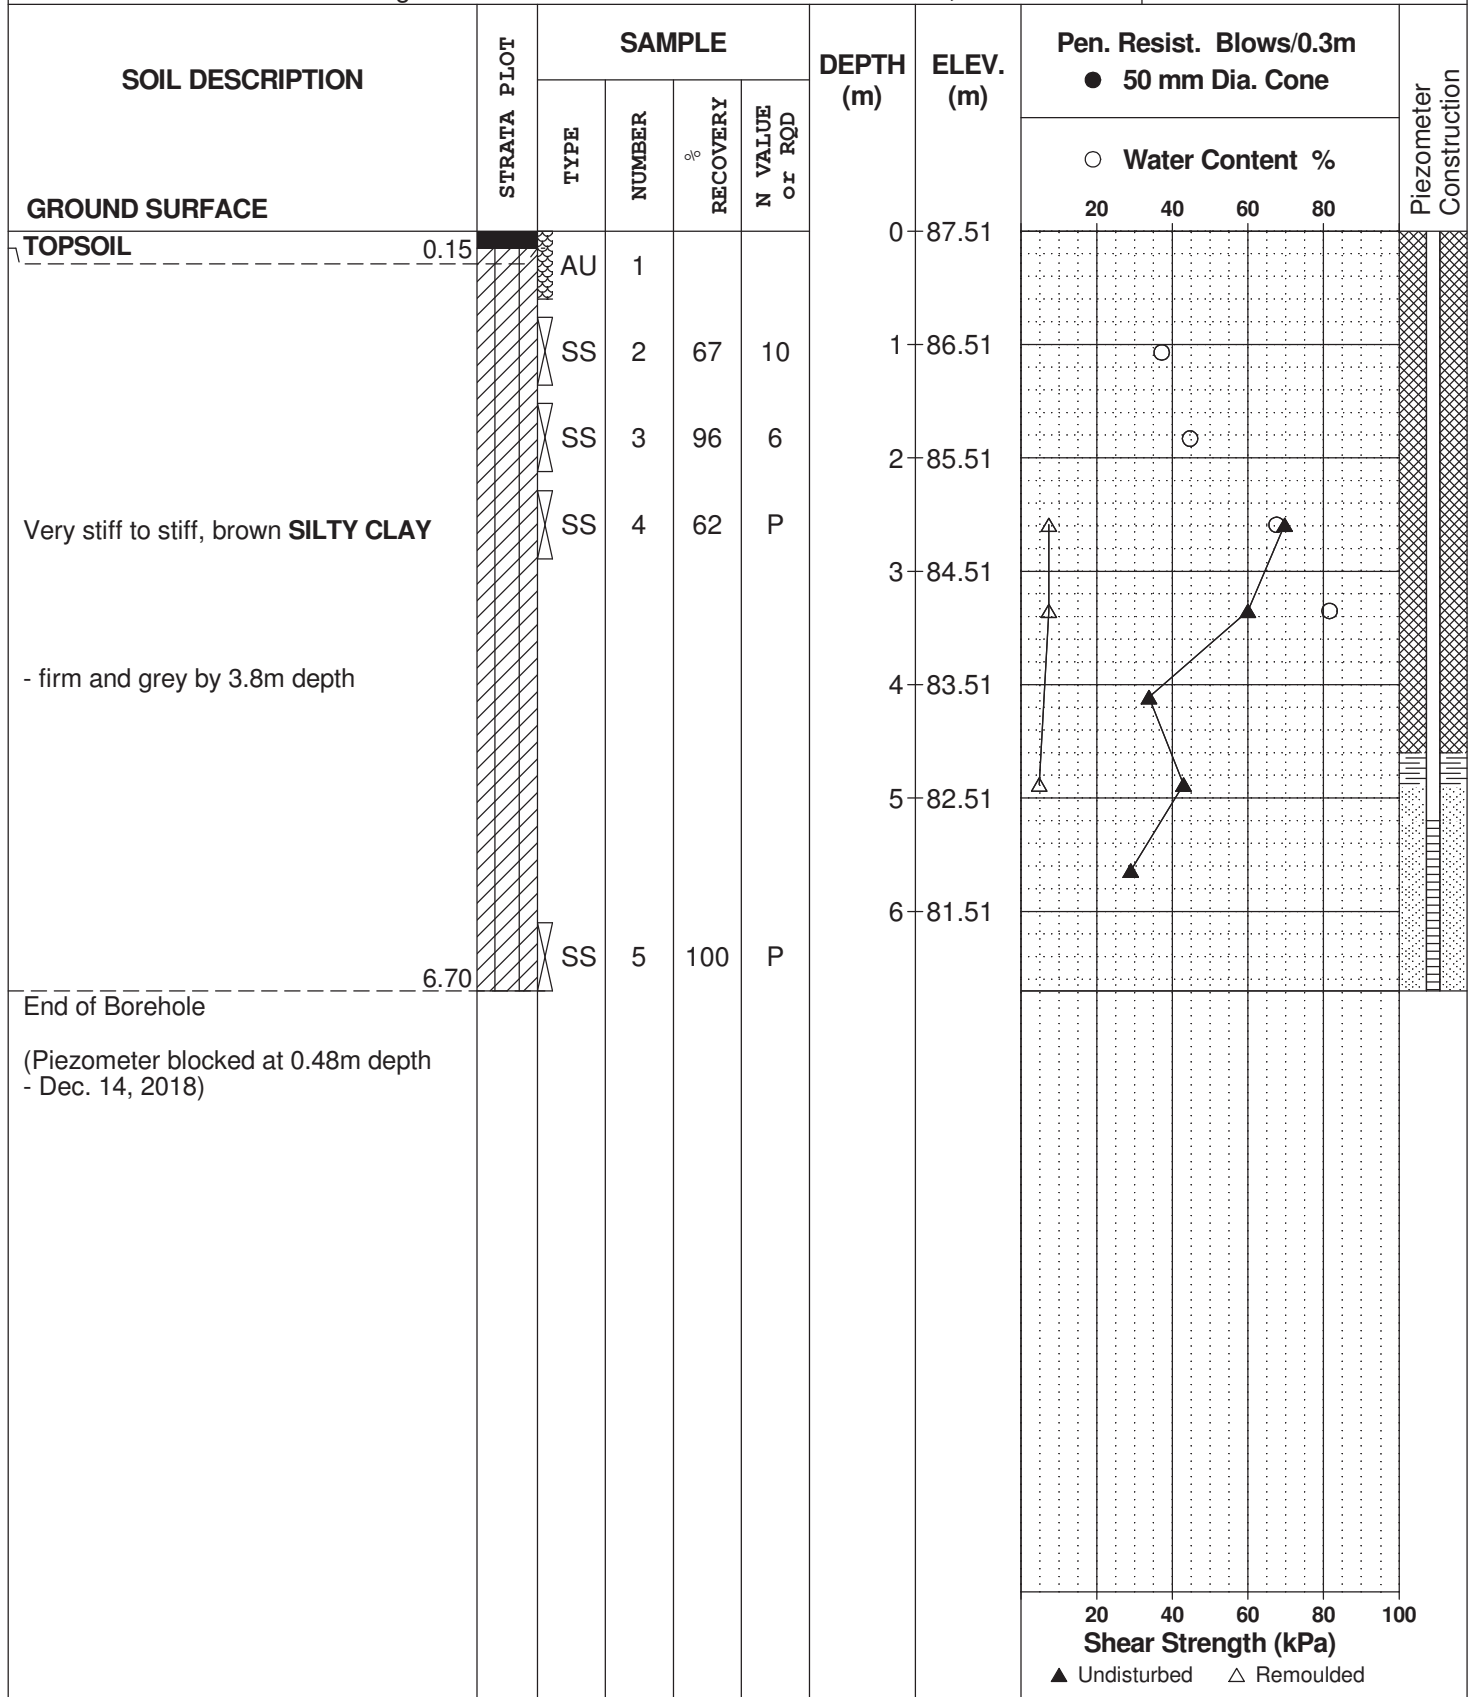 SOIL DESCRIPTION
GROUND SURFACE
STRATA PLOT
SAMPLE
TYPE
NUMBER
%
RECOVERY
N VALUE
or RQD
DEPTH
(m)
ELEV.
(m)
Pen. Resist. Blows/0.3m
● 50 mm Dia. Cone
○ Water Content %
20 40 60 80
Piezometer
Construction
0 87.51
TOPSOIL 0.15
AU 1
SS 2 67 10
1 86.51
SS 3 96 6
2 85.51
Very stiff to stiff, brown SILTY CLAY
SS 4 62 P
3 84.51
- firm and grey by 3.8m depth
4 83.51
5 82.51
6 81.51
SS 5 100 P
6.70
End of Borehole
(Piezometer blocked at 0.48m depth
- Dec. 14, 2018)
20 40 60 80 100
Shear Strength (kPa)
▲ Undisturbed △ Remoulded